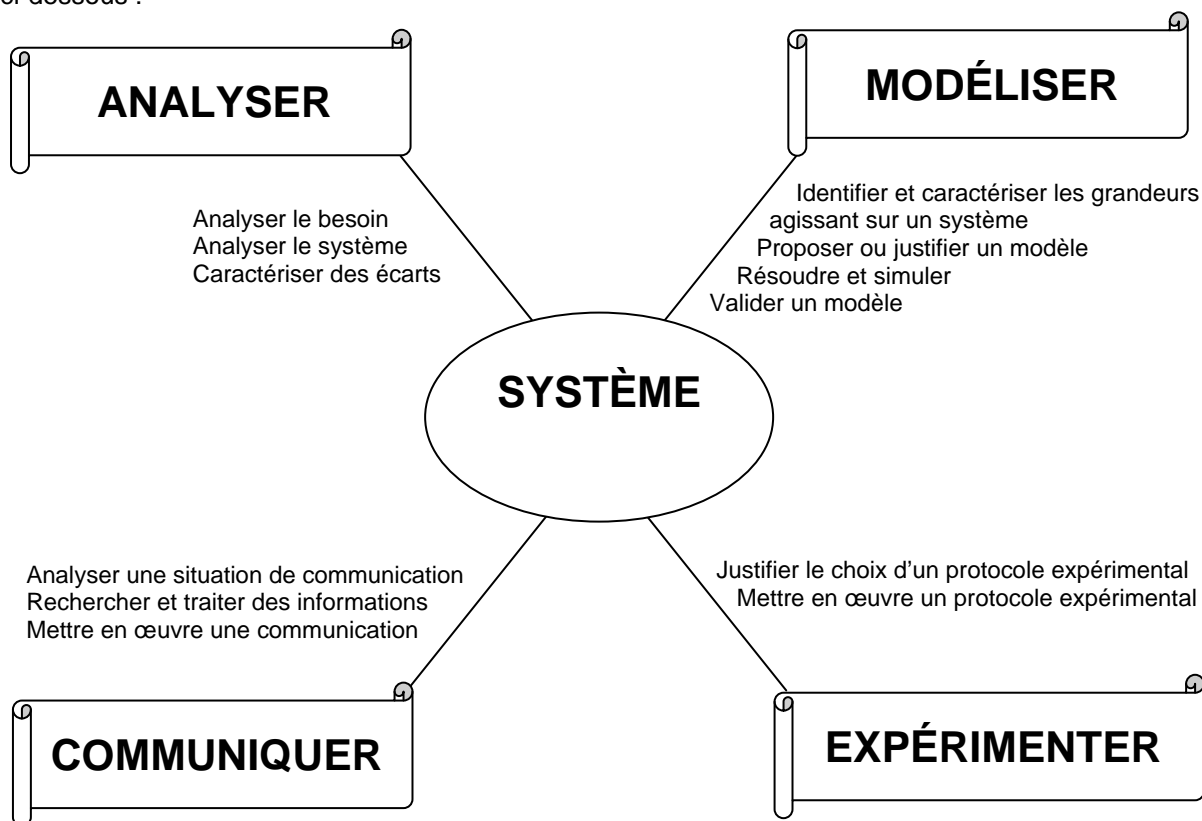 ci-dessous :
ANALYSER
MODÉLISER
Analyser le besoin
Analyser le système
Caractériser des écarts
Identifier et caractériser les grandeurs
agissant sur un système
Proposer ou justifier un modèle
Résoudre et simuler
Valider un modèle
SYSTÈME
Analyser une situation de communication
Rechercher et traiter des informations
Mettre en œuvre une communication
Justifier le choix d’un protocole expérimental
Mettre en œuvre un protocole expérimental
COMMUNIQUER
EXPÉRIMENTER